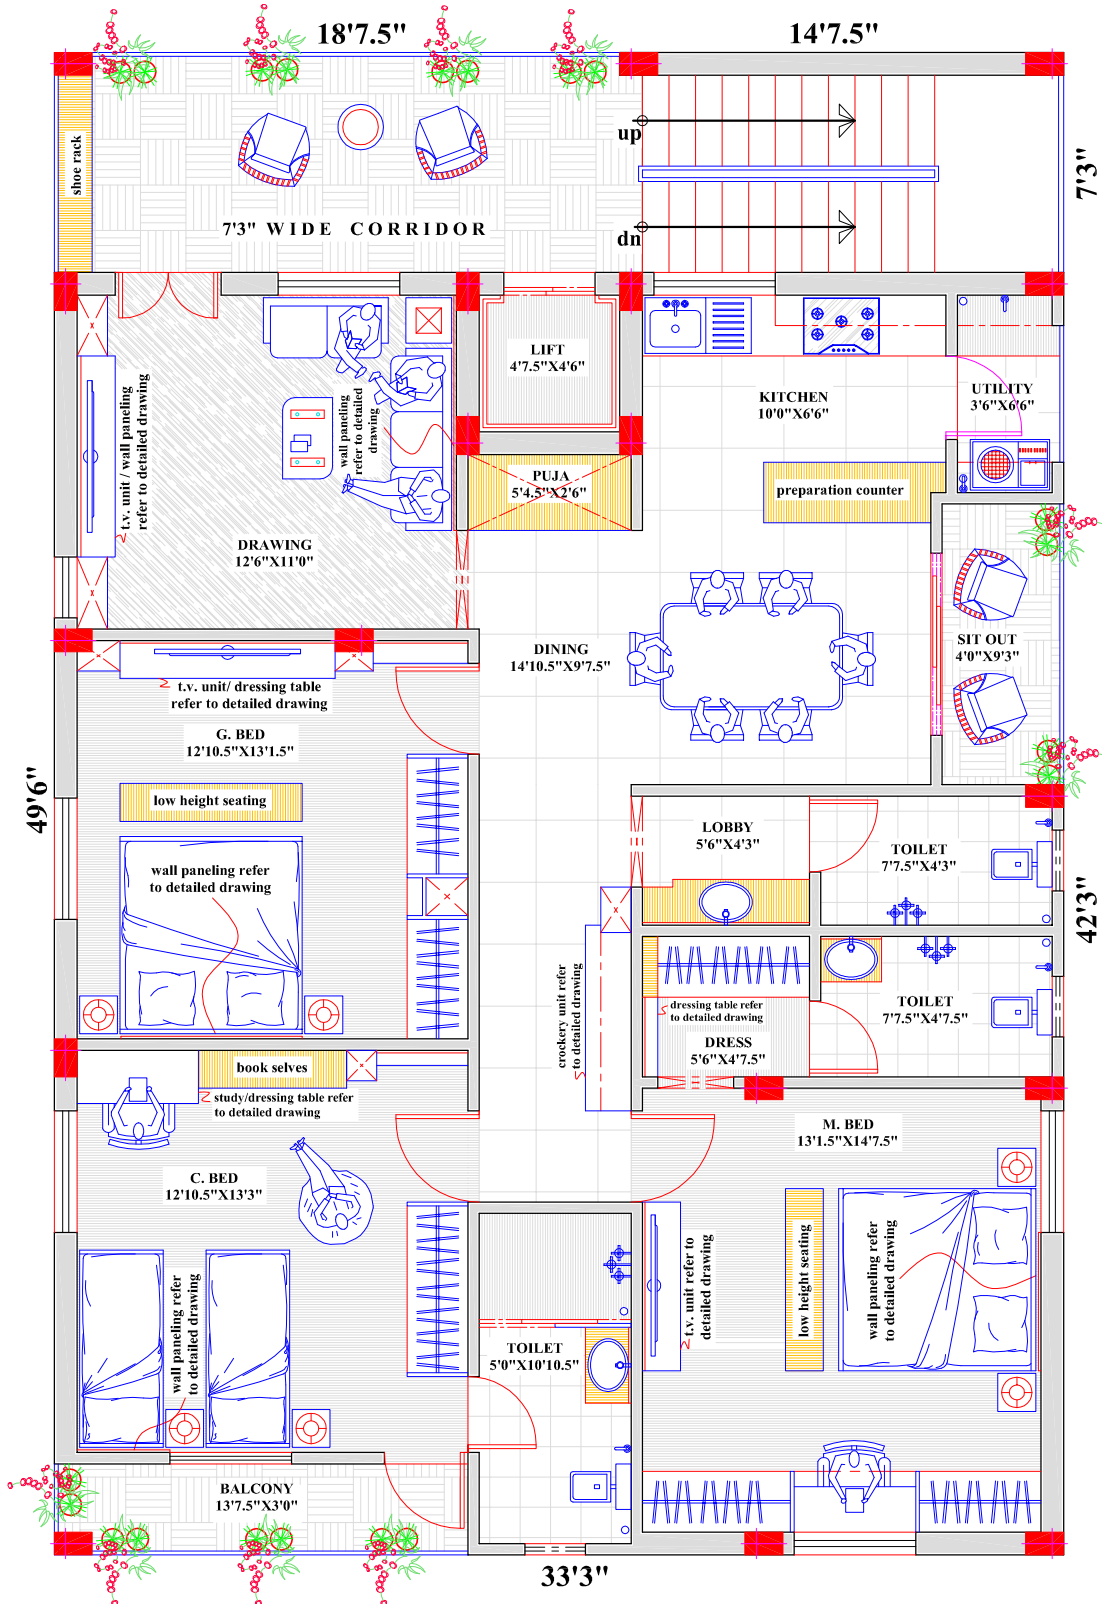 18'7.5"
14'7.5"
shoe rack
up
7'3"
7'3" WIDE CORRIDOR
dn
LIFT
4'7.5"X4'6"
KITCHEN
10'0"X6'6"
UTILITY
3'6"X6'6"
t.v. unit / wall paneling
refer to detailed drawing
wall paneling
refer to detailed
drawing
PUJA
5'4.5"X2'6"
preparation counter
DRAWING
12'6"X11'0"
DINING
14'10.5"X9'7.5"
SIT OUT
4'0"X9'3"
t.v. unit/ dressing table
refer to detailed drawing
G. BED
12'10.5"X13'1.5"
49'6"
low height seating
LOBBY
5'6"X4'3"
TOILET
7'7.5"X4'3"
wall paneling refer
to detailed drawing
42'3"
crockery unit refer
to detailed drawing
dressing table refer
to detailed drawing
TOILET
7'7.5"X4'7.5"
DRESS
5'6"X4'7.5"
book selves
study/dressing table refer
to detailed drawing
M. BED
13'1.5"X14'7.5"
C. BED
12'10.5"X13'3"
t.v. unit refer to
detailed drawing
low height seating
wall paneling refer
to detailed drawing
wall paneling refer
to detailed drawing
TOILET
5'0"X10'10.5"
BALCONY
13'7.5"X3'0"
33'3"